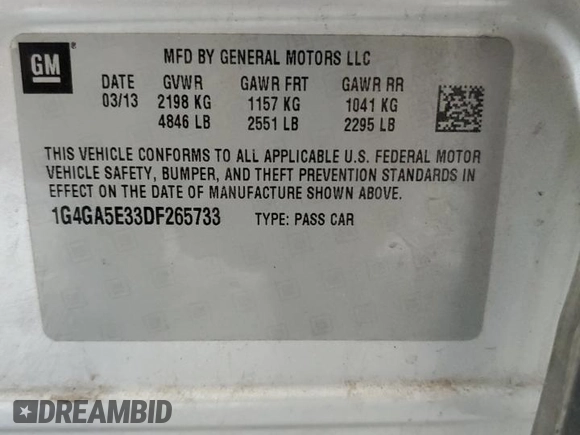 GM
MFD BY GENERAL MOTORS LLC
DATE GVWR GAWR FRT GAWR RR
03/13 2198 KG 1157 KG 1041 KG
4846 LB 2551 LB 2295 LB
THIS VEHICLE CONFORMS TO ALL APPLICABLE U.S. FEDERAL MOTOR
VEHICLE SAFETY, BUMPER, AND THEFT PREVENTION STANDARDS IN
EFFECT ON THE DATE OF MANUFACTURE SHOWN ABOVE.
1G4GA5E33DF265733 TYPE: PASS CAR
DREAMBID